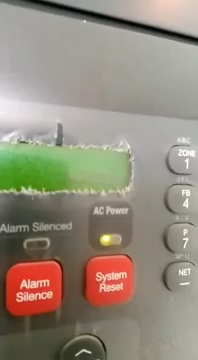 ABC
ZONE
1
AC Power
FB
4
Alarm Silenced
P
7
Alarm
Silence
System
Reset
NET